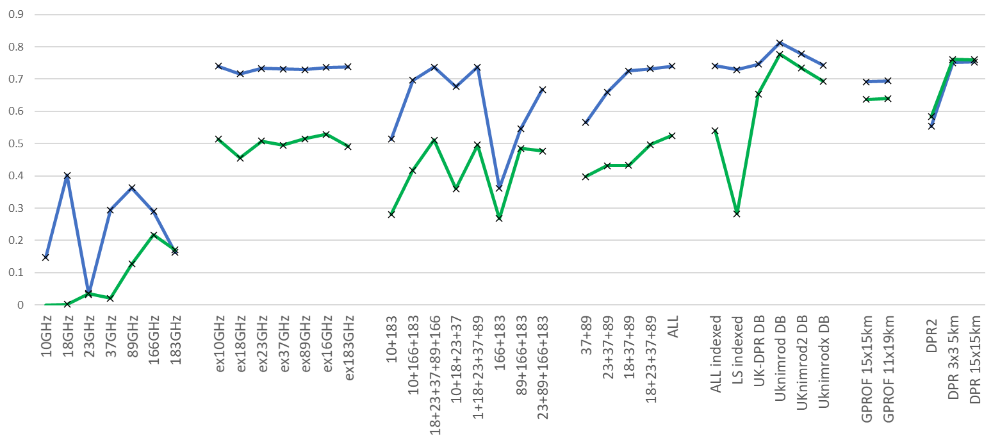 0.9
0.8
0.7
0.6
0.5
0.4
0.3
0.2
0.1
0
10GHz
18GHz
23GHz
37GHz
89GHz
166GHz
183GHz
ex10GHz
ex18GHz
ex23GHz
ex37GHz
ex89GHz
ex16GHz
ex183GHz
10+183
10+166+183
18+23+37+89+166
10+18+23+37
1+18+23+37+89
166+183
89+166+183
23+89+166+183
37+89
23+37+89
18+37+89
18+23+37+89
ALL
ALL indexed
LS indexed
UK-DPR DB
Uknimrod DB
UKnimrod2 DB
Uknimrodx DB
GPROF 15x15km
GPROF 11x19km
DPR2
DPR 3x3 5km
DPR 15x15km